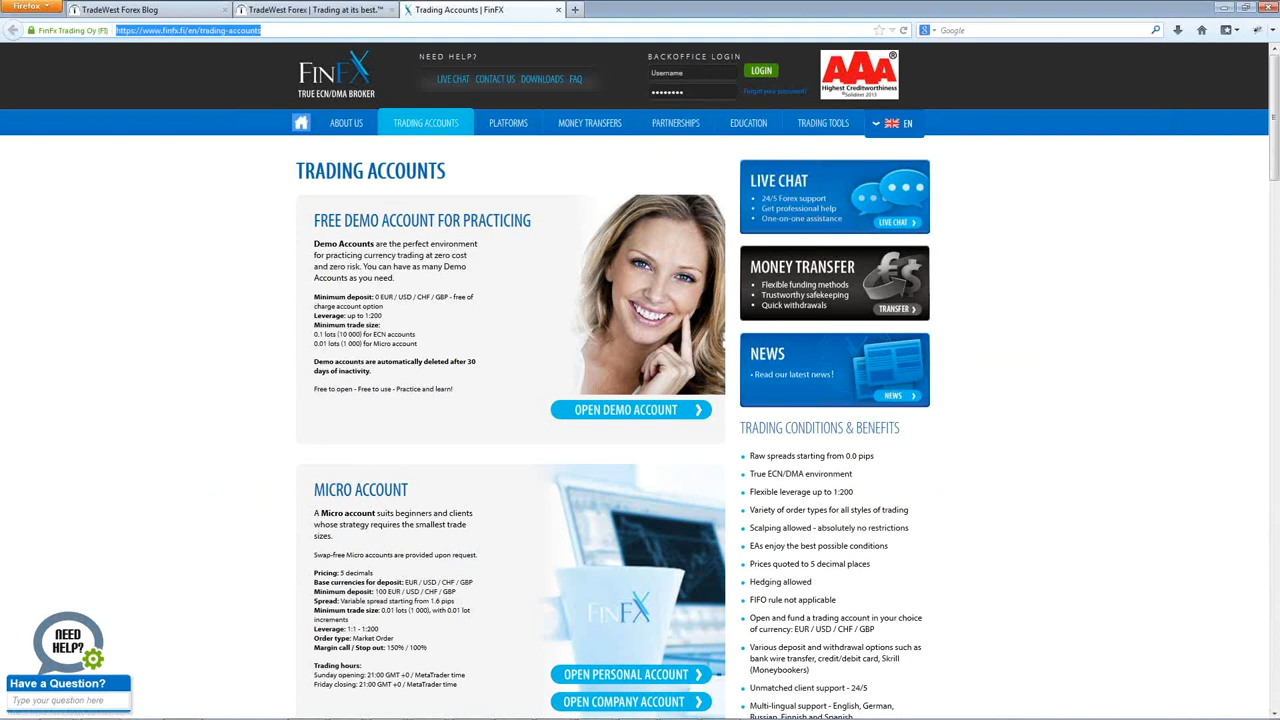 Firefox
TradeWest Forex Blog
TradeWest Forex | Trading at its best.™
Trading Accounts | FinFX
FinFX Trading Oy (FI)
https://www.finfx.fi/en/trading-accounts
Google
FINFX
TRUE ECN/DMA BROKER
NEED HELP?
LIVE CHAT
CONTACT US
DOWNLOADS
FAQ
BACKOFFICE LOGIN
Username
LOGIN
Forgot your password?
AAA
Highest Creditworthiness
©Soliditet 2013
ABOUT US
TRADING ACCOUNTS
PLATFORMS
MONEY TRANSFERS
PARTNERSHIPS
EDUCATION
TRADING TOOLS
EN
TRADING ACCOUNTS
FREE DEMO ACCOUNT FOR PRACTICING
Demo Accounts are the perfect environment
for practicing currency trading at zero cost
and zero risk. You can have as many Demo
Accounts as you need.
Minimum deposit: 0 EUR / USD / CHF / GBP - free of
charge account option
Leverage: up to 1:200
Minimum trade size:
0.1 lots (10 000) for ECN accounts
0.01 lots (1 000) for Micro account
Demo accounts are automatically deleted after 30
days of inactivity.
Free to open - Free to use - Practice and learn!
OPEN DEMO ACCOUNT
MICRO ACCOUNT
A Micro account suits beginners and clients
whose strategy requires the smallest trade
sizes.
Swap-free Micro accounts are provided upon request.
Pricing: 5 decimals
Base currencies for deposit: EUR / USD / CHF / GBP
Minimum deposit: 100 EUR / USD / CHF / GBP
Spread: Variable spread starting from 1.6 pips
Minimum trade size: 0.01 lots (1 000), with 0.01 lot
increments
Leverage: 1:1 - 1:200
Order type: Market Order
Margin call / Stop out: 150% / 100%
Trading hours:
Sunday opening: 21:00 GMT +0 / MetaTrader time
Friday closing: 21:00 GMT +0 / MetaTrader time
FINFX
OPEN PERSONAL ACCOUNT
OPEN COMPANY ACCOUNT
LIVE CHAT
24/5 Forex support
Get professional help
One-on-one assistance
LIVE CHAT
MONEY TRANSFER
Flexible funding methods
Trustworthy safekeeping
Quick withdrawals
TRANSFER
NEWS
• Read our latest news!
NEWS
TRADING CONDITIONS & BENEFITS
Raw spreads starting from 0.0 pips
True ECN/DMA environment
Flexible leverage up to 1:200
Variety of order types for all styles of trading
Scalping allowed - absolutely no restrictions
EAs enjoy the best possible conditions
Prices quoted to 5 decimal places
Hedging allowed
FIFO rule not applicable
Open and fund a trading account in your choice
of currency: EUR / USD / CHF / GBP
Various deposit and withdrawal options such as
bank wire transfer, credit/debit card, Skrill
(Moneybookers)
Unmatched client support - 24/5
Multi-lingual support - English, German,
Russian, Finnish and Spanish
NEED
HELP?
Have a Question?
Type your question here